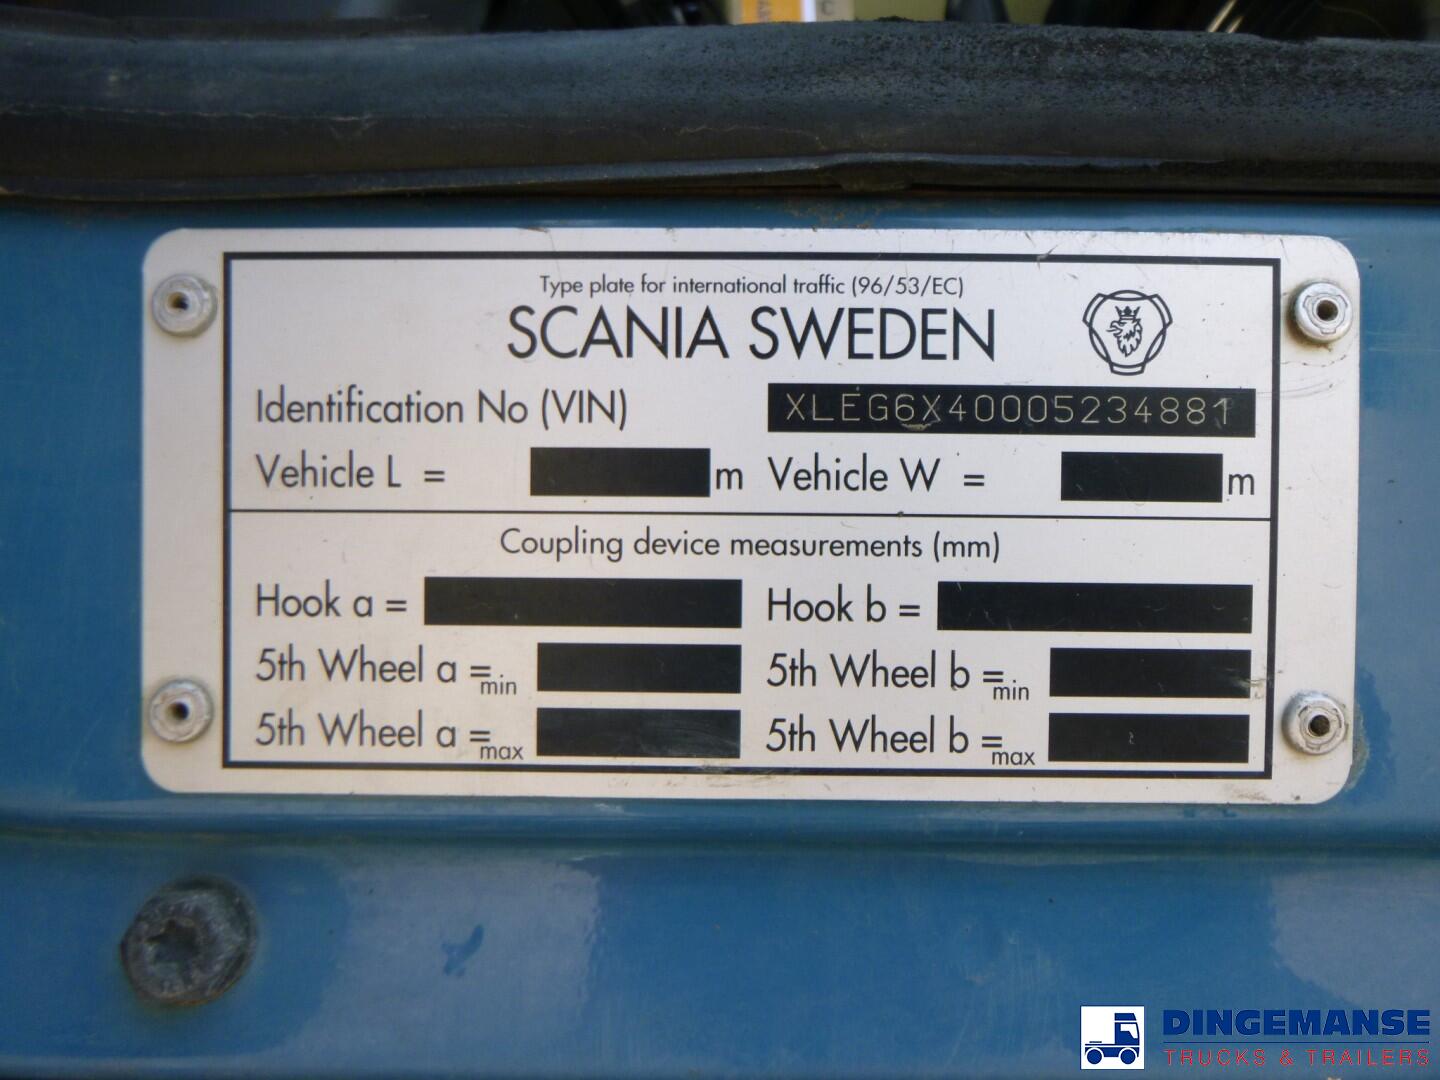 Type plate for international traffic (96/53/EC)
SCANIA SWEDEN
Identification No (VIN) XLEG6X40005234881
Vehicle L = m Vehicle W = m
Coupling device measurements (mm)
Hook a = Hook b =
5th Wheel a =min 5th Wheel b =min
5th Wheel a =max 5th Wheel b =max
DINGEMANSE
TRUCKS & TRAILERS